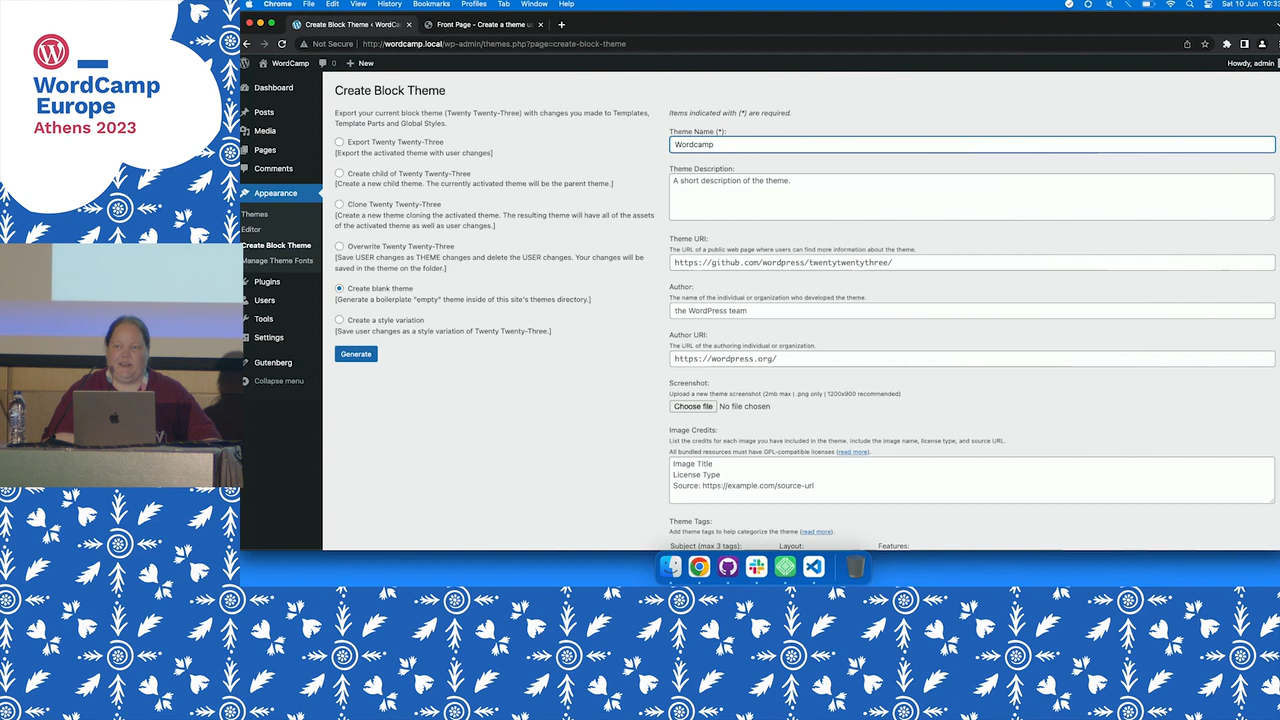 WordCamp
Europe
Athens 2023
Chrome File Edit View History Bookmarks Profiles Tab Window Help
Sat 10 Jun 10:3
Create Block Theme ‹ WordCa
Front Page - Create a theme u
Not Secure http://wordcamp.local/wp-admin/themes.php?page=create-block-theme
WordCamp 0 New
Howdy, admin
Dashboard
Posts
Media
Pages
Comments
Appearance
Themes
Editor
Create Block Theme
Manage Theme Fonts
Plugins
Users
Tools
Settings
Gutenberg
Collapse menu
Create Block Theme
Export your current block theme (Twenty Twenty-Three) with changes you made to Templates,
Template Parts and Global Styles.
Export Twenty Twenty-Three
[Export the activated theme with user changes]
Create child of Twenty Twenty-Three
[Create a new child theme. The currently activated theme will be the parent theme.]
Clone Twenty Twenty-Three
[Create a new theme cloning the activated theme. The resulting theme will have all of the assets
of the activated theme as well as user changes.]
Overwrite Twenty Twenty-Three
[Save USER changes as THEME changes and delete the USER changes. Your changes will be
saved in the theme on the folder.]
Create blank theme
[Generate a boilerplate "empty" theme inside of this site's themes directory.]
Create a style variation
[Save user changes as a style variation of Twenty Twenty-Three.]
Generate
Items indicated with (*) are required.
Theme Name (*):
Wordcamp
Theme Description:
A short description of the theme.
Theme URI:
The URL of a public web page where users can find more information about the theme.
https://github.com/wordpress/twentytwentythree/
Author:
The name of the individual or organization who developed the theme.
the WordPress team
Author URI:
The URL of the authoring individual or organization.
https://wordpress.org/
Screenshot:
Upload a new theme screenshot (2mb max | .png only | 1200x900 recommended)
Choose file No file chosen
Image Credits:
List the credits for each image you have included in the theme. include the image name, license type, and source URL.
All bundled resources must have GPL-compatible licenses (read more).
Image Title
License Type
Source: https://example.com/source-url
Theme Tags:
Add theme tags to help categorize the theme (read more).
Subject (max 3 tags): Layout: Features: